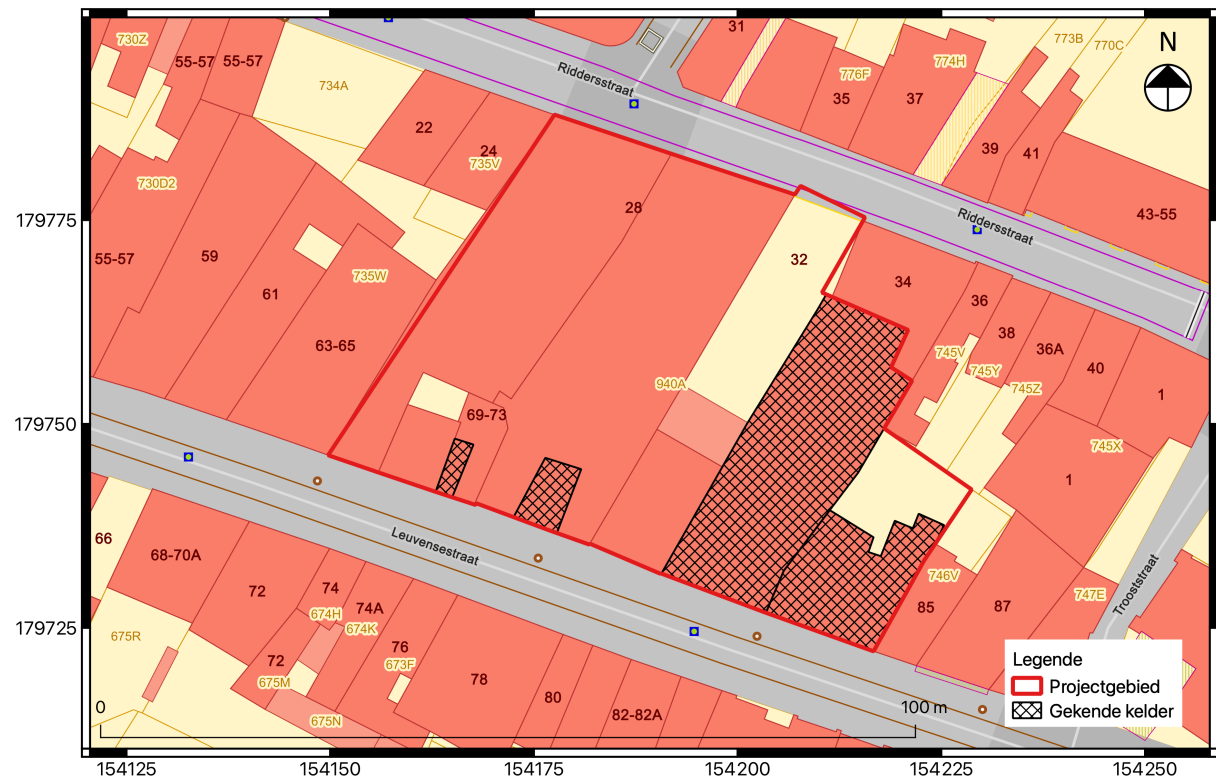 730Z
55-57
55-57
734A
22
24
735V
Riddersstraat
31
776F
35
37
774H
773B
770C
N
39
41
43-55
730D2
179775
55-57
59
61
735W
63-65
28
32
34
Riddersstraat
36
38
36A
40
1
745V
745Y
745Z
745X
1
940A
69-73
179750
66
68-70A
72
74
674H
74A
674K
76
673F
72
675M
675N
675R
78
80
82-82A
Leuvensestraat
746V
85
87
747E
Trooststraat
179725
Legende
Projectgebied
Gekende kelder
0
100 m
154125
154150
154175
154200
154225
154250